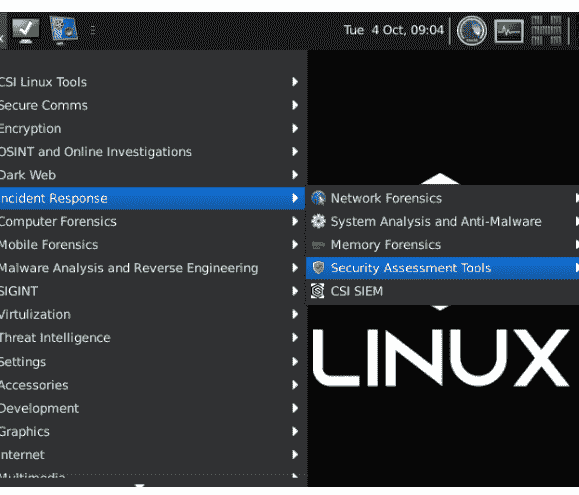 Tue 4 Oct, 09:04
CSI Linux Tools
Secure Comms
Encryption
OSINT and Online Investigations
Dark Web
Incident Response
Computer Forensics
Mobile Forensics
Malware Analysis and Reverse Engineering
SIGINT
Virtulization
Threat Intelligence
Settings
Accessories
Development
Graphics
Internet
Multimedia
Network Forensics
System Analysis and Anti-Malware
Memory Forensics
Security Assessment Tools
CSI SIEM
LINUX